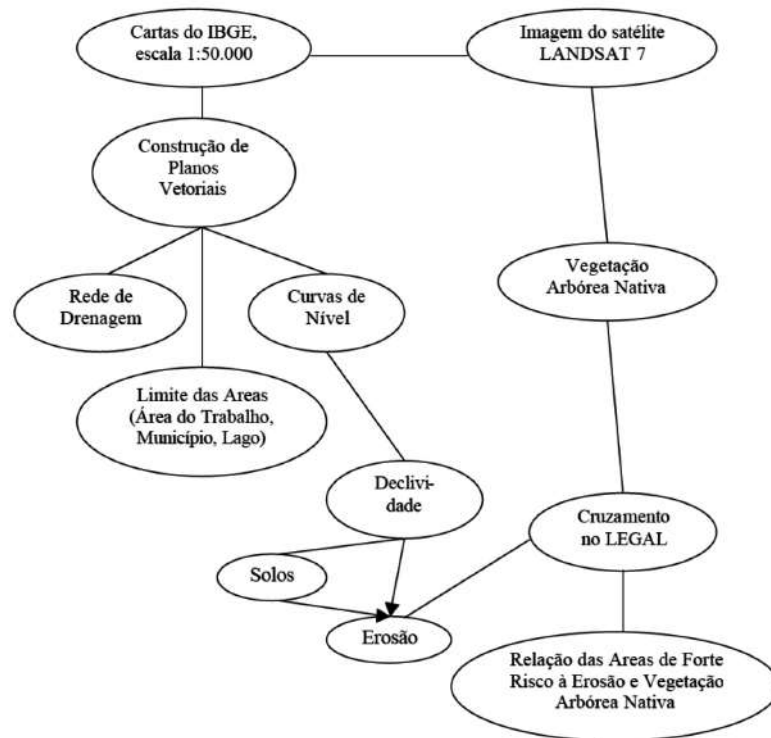 Cartas do IBGE,
escala 1:50.000
Imagem do satélite
LANDSAT 7
Construção de
Planos
Vetoriais
Rede de
Drenagem
Curvas de
Nível
Vegetação
Arbórea Nativa
Limite das Areas
(Área do Trabalho,
Município, Lago)
Declivi-
dade
Cruzamento
no LEGAL
Solos
Erosão
Relação das Areas de Forte
Risco à Erosão e Vegetação
Arbórea Nativa